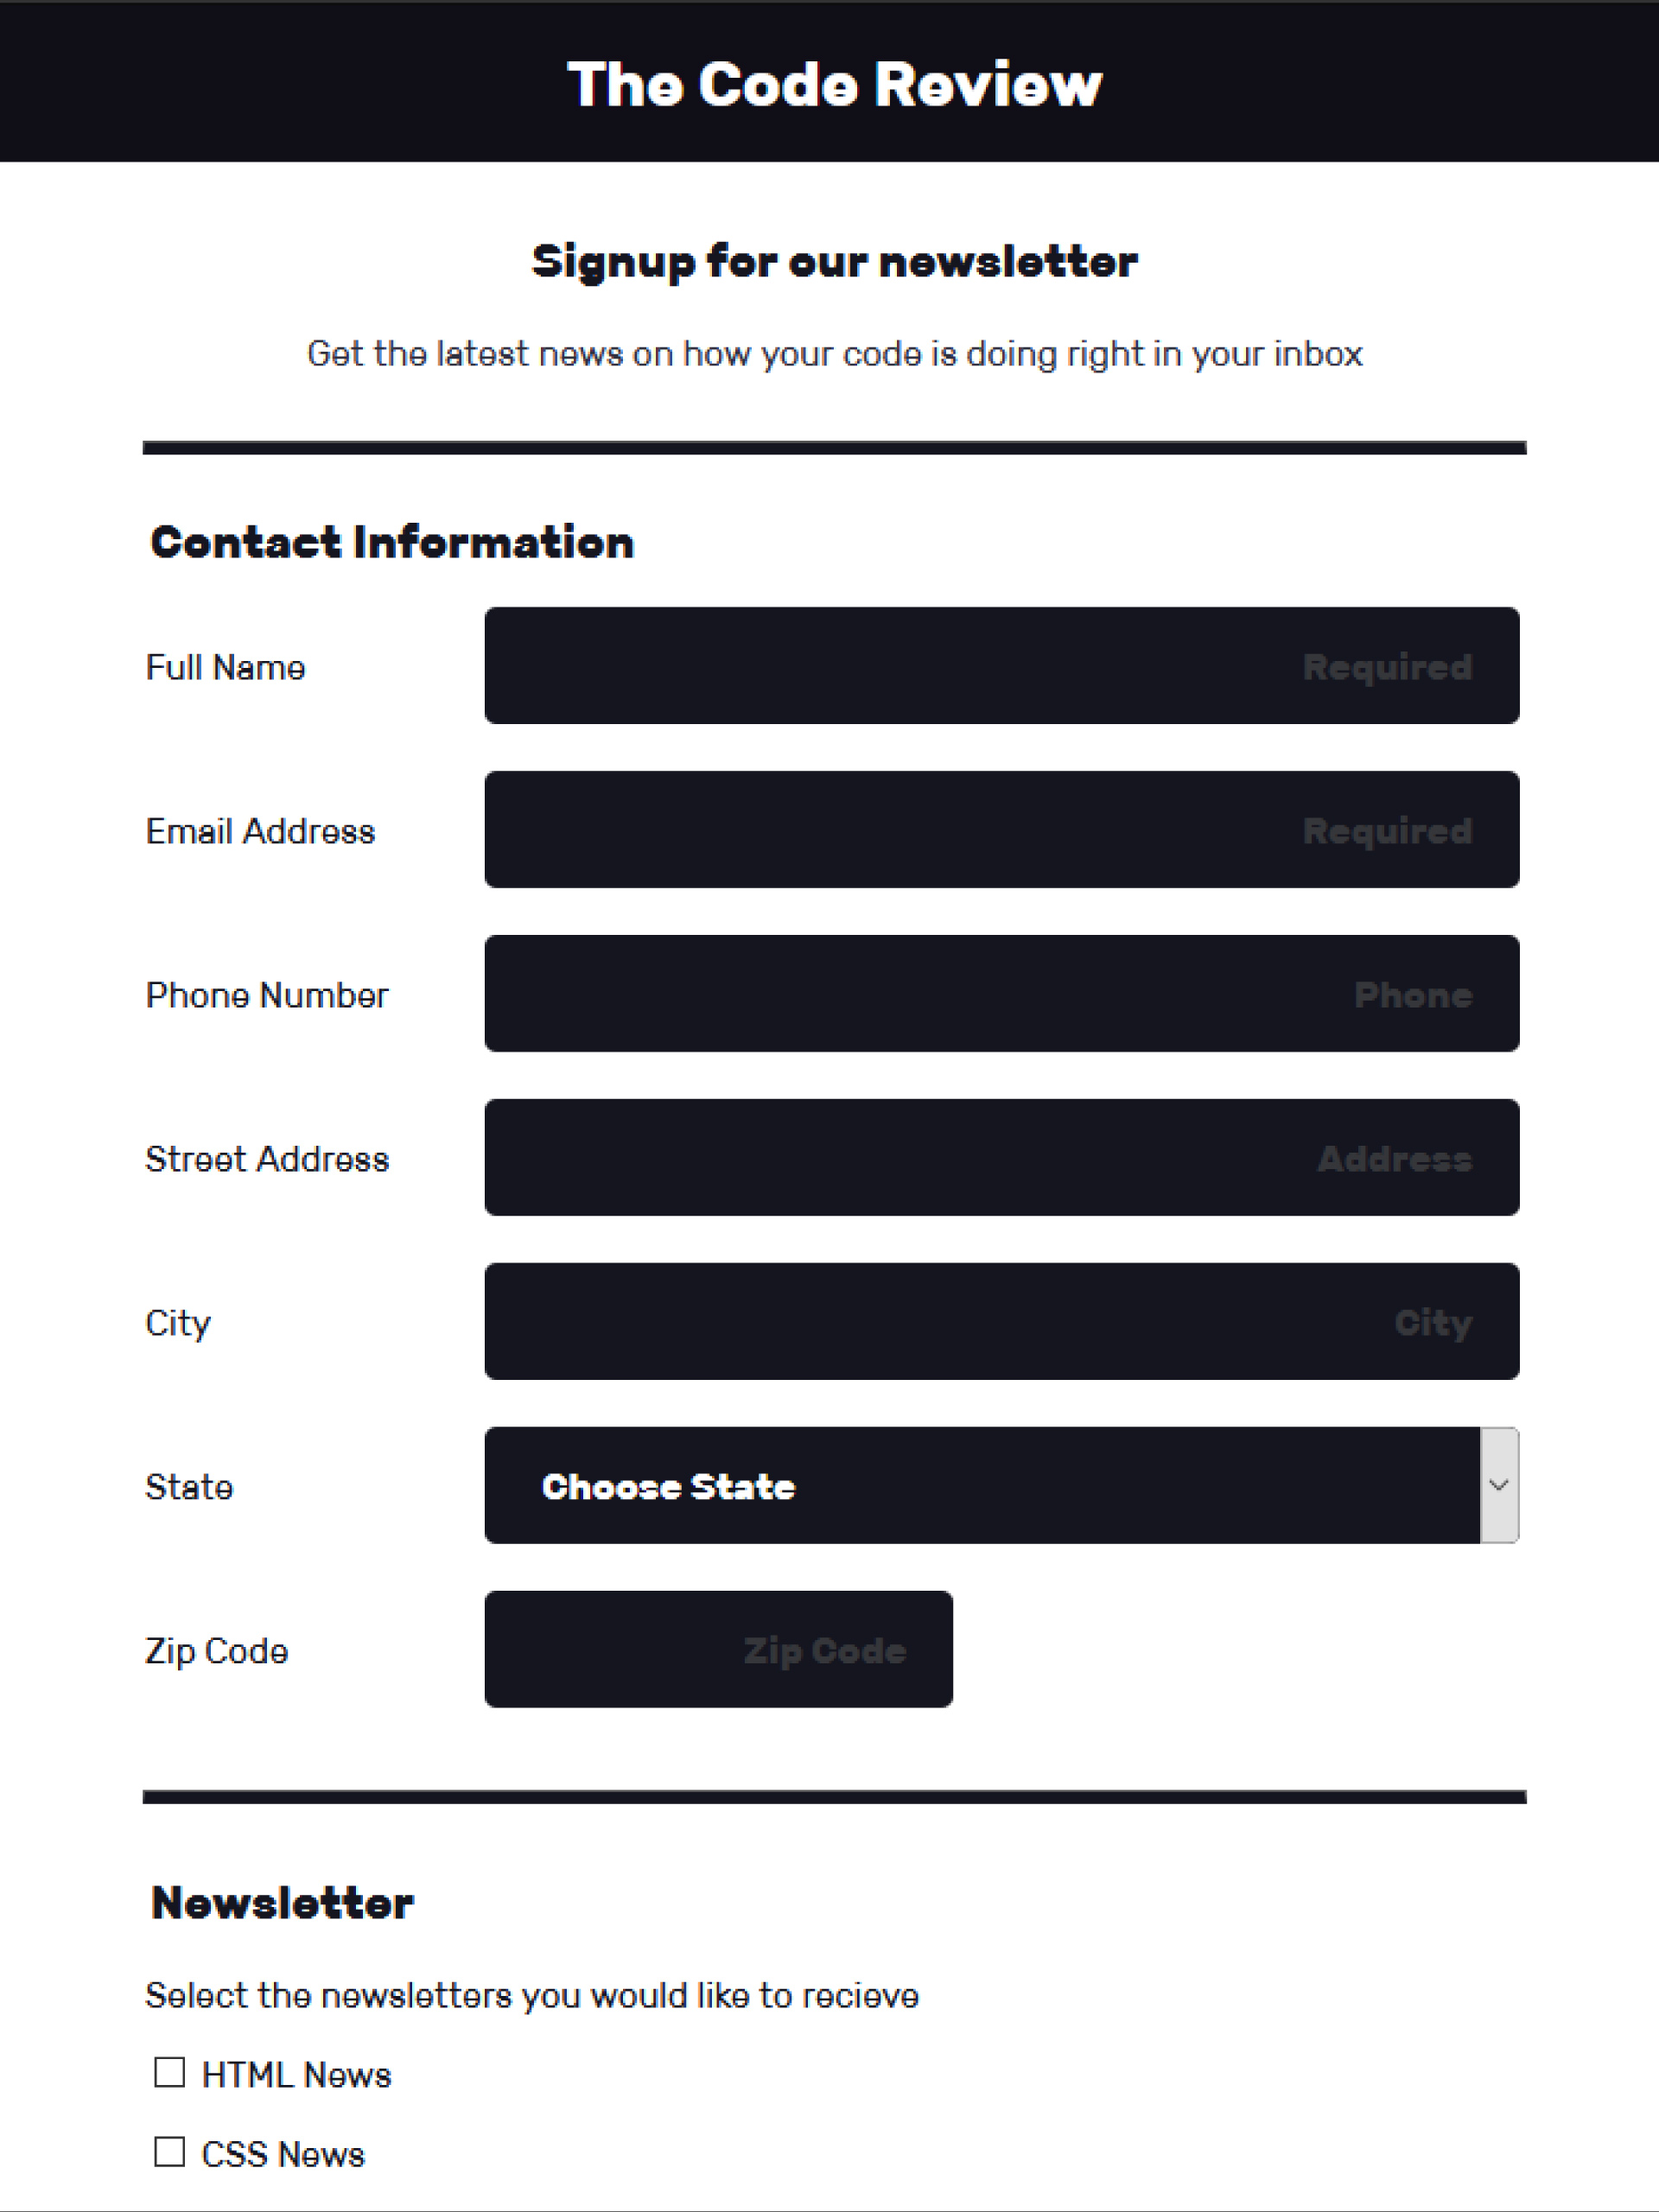 The Code Review
Signup for our newsletter
Get the latest news on how your code is doing right in your inbox
Contact Information
Full Name Required
Email Address Required
Phone Number Phone
Street Address Address
City City
State Choose State
Zip Code Zip Code
Newsletter
Select the newsletters you would like to recieve
HTML News
CSS News